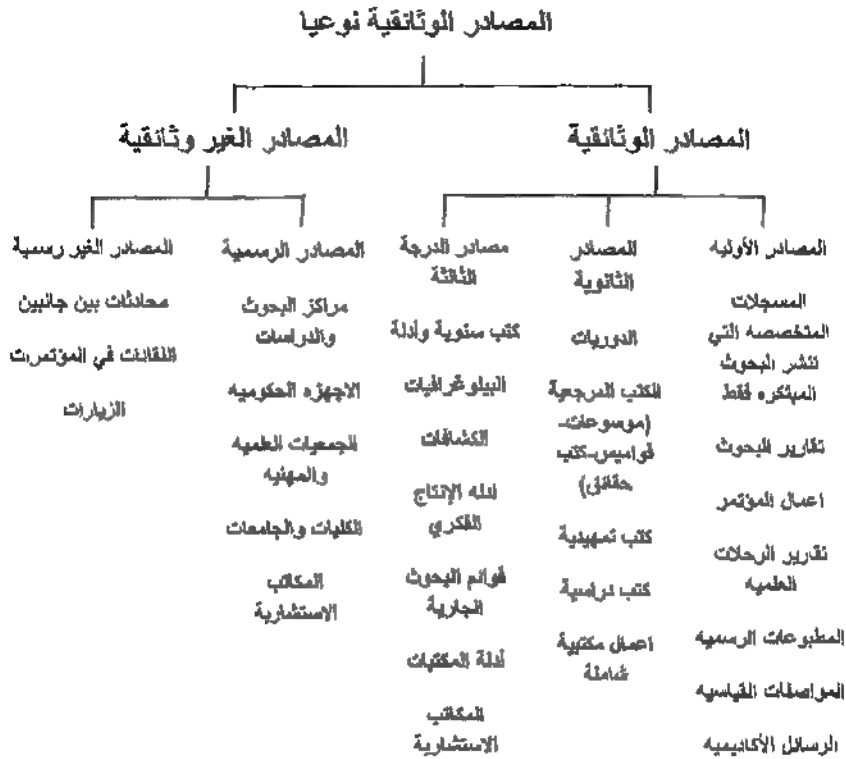 المصادر الوثائقية نوعيا
المصادر الوثائقية
المصادر الغير وثائقية
المصادر الأوليه
المسجلات
المتخصصه التي
تنشر البحوث
المبتكره فقط
تقارير البحوث
اعمال المؤتمر
تقارير الرحلات
العلميه
المطبوعات الرسميه
المواصفات القياسيه
الرسائل الأكاديميه
المصادر
الثانوية
الدوريات
الكتب المرجعية
(موسوعات-
قواميس-كتب
حقائق)
كتب تمهيدية
كتب دراسية
اعمال مكتبية
شاملة
مصادر الدرجة
الثالثة
كتب سنوية وأدلة
البيلوغرافيات
الكشافات
ادله الإنتاج
الفكري
قوائم البحوث
الجارية
أدلة المكتبات
المكاتب
الاستشارية
المصادر الرسمية
مراكز البحوث
والدراسات
الاجهزه الحكوميه
الجمعيات العلميه
والمهنيه
الكليات والجامعات
المكاتب
الاستشارية
المصادر الغير رسمية
محادثات بين جانبين
اللقاءات في المؤتمرات
الزيارات